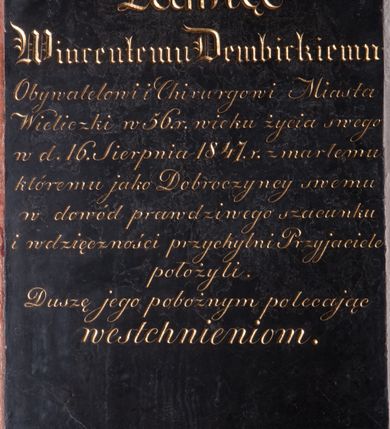 Pamięć
Wincentemu Dembickiemu
Obywatelowi i Chirurgowi Miasta
Wieliczki w 56.r. wieku życia swego
w d. 16. Sierpnia 1847. r. zmarłemu
któremu jako Dobroczyńcy swemu
w dowód prawdziwego szacunku
i wdzięczności przychylni Przyjaciele
położyli.
Duszę jego pobożnym polecając
westchnieniom.